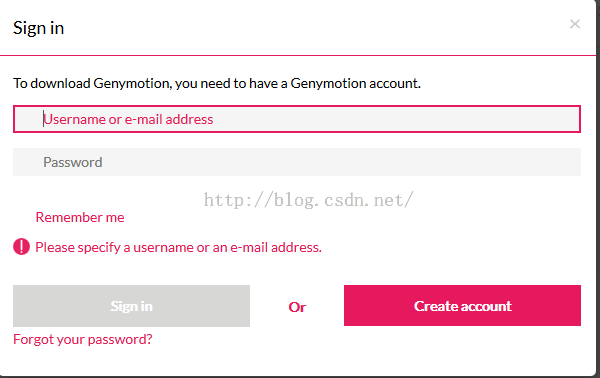 Sign in
×
To download Genymotion, you need to have a Genymotion account.
Username or e-mail address
Password
http://blog.csdn.net/
Remember me
! Please specify a username or an e-mail address.
Sign in Or Create account
Forgot your password?